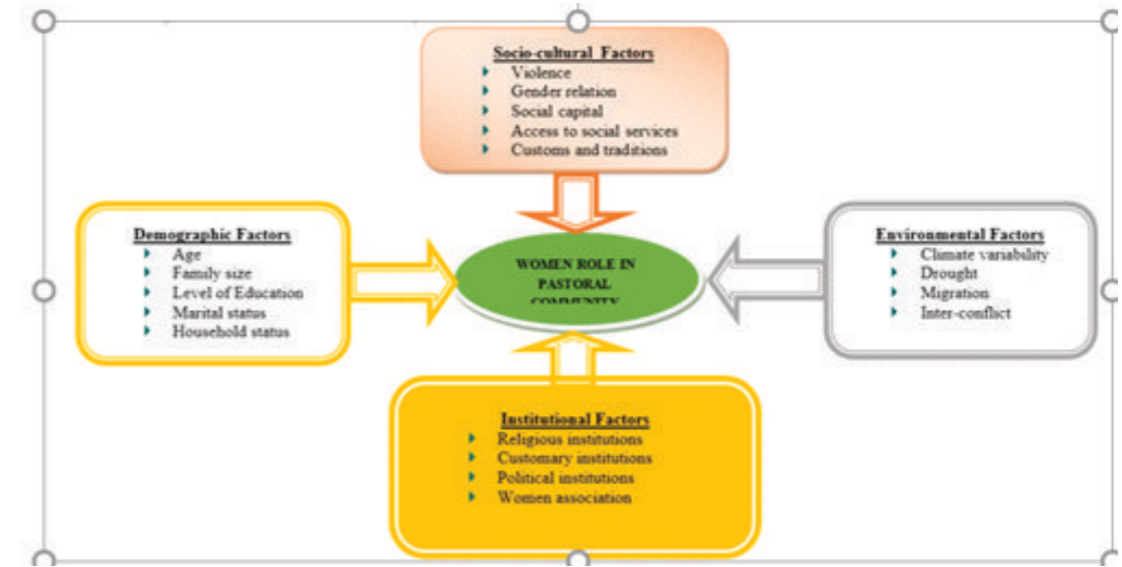 Socio-cultural Factors
Violence
Gender relation
Social capital
Access to social services
Customs and traditions
Demographic Factors
Age
Family size
Level of Education
Marital status
Household status
WOMEN ROLE IN
PASTORAL
COMMUNITY
Environmental Factors
Climate variability
Drought
Migration
Inter-conflict
Institutional Factors
Religious institutions
Customary institutions
Political institutions
Women association